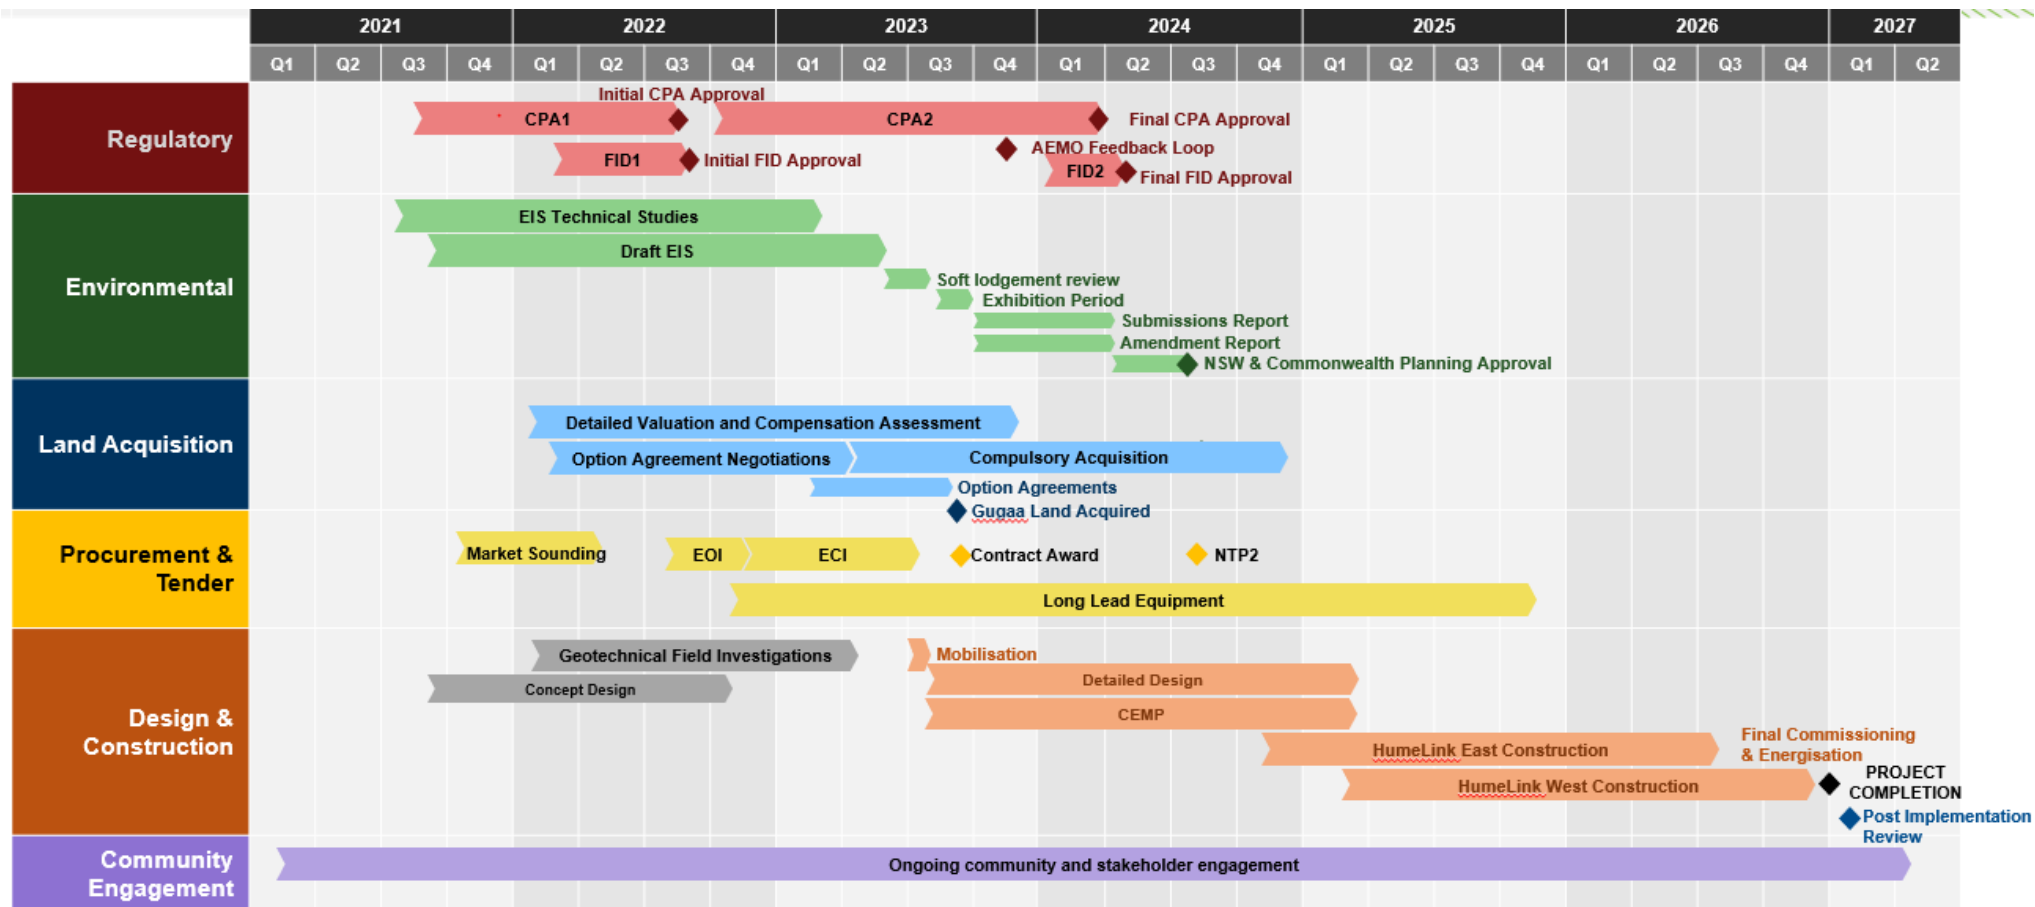 2021 2022 2023 2024 2025 2026 2027
Q1 Q2 Q3 Q4 Q1 Q2 Q3 Q4 Q1 Q2 Q3 Q4 Q1 Q2 Q3 Q4 Q1 Q2 Q3 Q4 Q1 Q2 Q3 Q4 Q1 Q2
Regulatory
Initial CPA Approval
CPA1
CPA2
Final CPA Approval
FID1
Initial FID Approval
AEMO Feedback Loop
FID2
Final FID Approval
Environmental
EIS Technical Studies
Draft EIS
Soft lodgement review
Exhibition Period
Submissions Report
Amendment Report
NSW & Commonwealth Planning Approval
Land Acquisition
Detailed Valuation and Compensation Assessment
Option Agreement Negotiations
Compulsory Acquisition
Option Agreements
Gugaa Land Acquired
Procurement &
Tender
Market Sounding
EOI
ECI
Contract Award
NTP2
Long Lead Equipment
Design &
Construction
Geotechnical Field Investigations
Mobilisation
Concept Design
Detailed Design
CEMP
HumeLink East Construction
Final Commissioning
& Energisation
HumeLink West Construction
PROJECT
COMPLETION
Post Implementation
Review
Community
Engagement
Ongoing community and stakeholder engagement